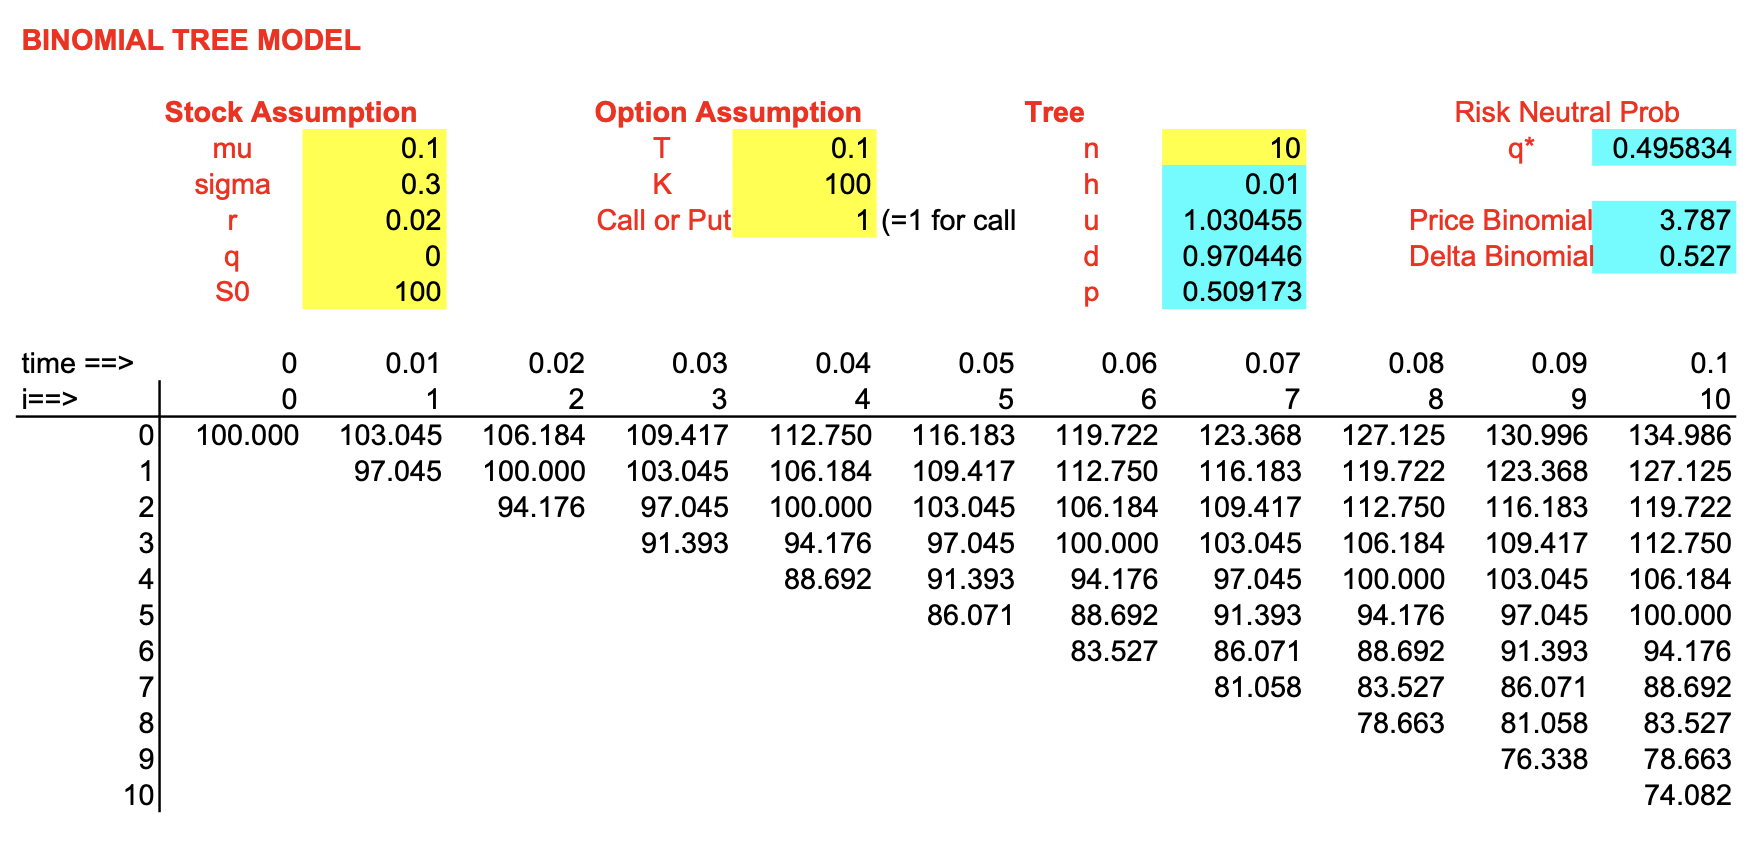 BINOMIAL TREE MODEL
Stock Assumption Option Assumption Tree Risk Neutral Prob
mu 0.1 T 0.1 n 10 q* 0.495834
sigma 0.3 K 100 h 0.01
r 0.02 Call or Put 1 (=1 for call u 1.030455 Price Binomial 3.787
q 0 d 0.970446 Delta Binomial 0.527
S0 100 p 0.509173
time ==> 0 0.01 0.02 0.03 0.04 0.05 0.06 0.07 0.08 0.09 0.1
i==> 0 1 2 3 4 5 6 7 8 9 10
0 100.000 103.045 106.184 109.417 112.750 116.183 119.722 123.368 127.125 130.996 134.986
1 97.045 100.000 103.045 106.184 109.417 112.750 116.183 119.722 123.368 127.125
2 94.176 97.045 100.000 103.045 106.184 109.417 112.750 116.183 119.722
3 91.393 94.176 97.045 100.000 103.045 106.184 109.417 112.750
4 88.692 91.393 94.176 97.045 100.000 103.045 106.184
5 86.071 88.692 91.393 94.176 97.045 100.000
6 83.527 86.071 88.692 91.393 94.176
7 81.058 83.527 86.071 88.692
8 78.663 81.058 83.527
9 76.338 78.663
10 74.082